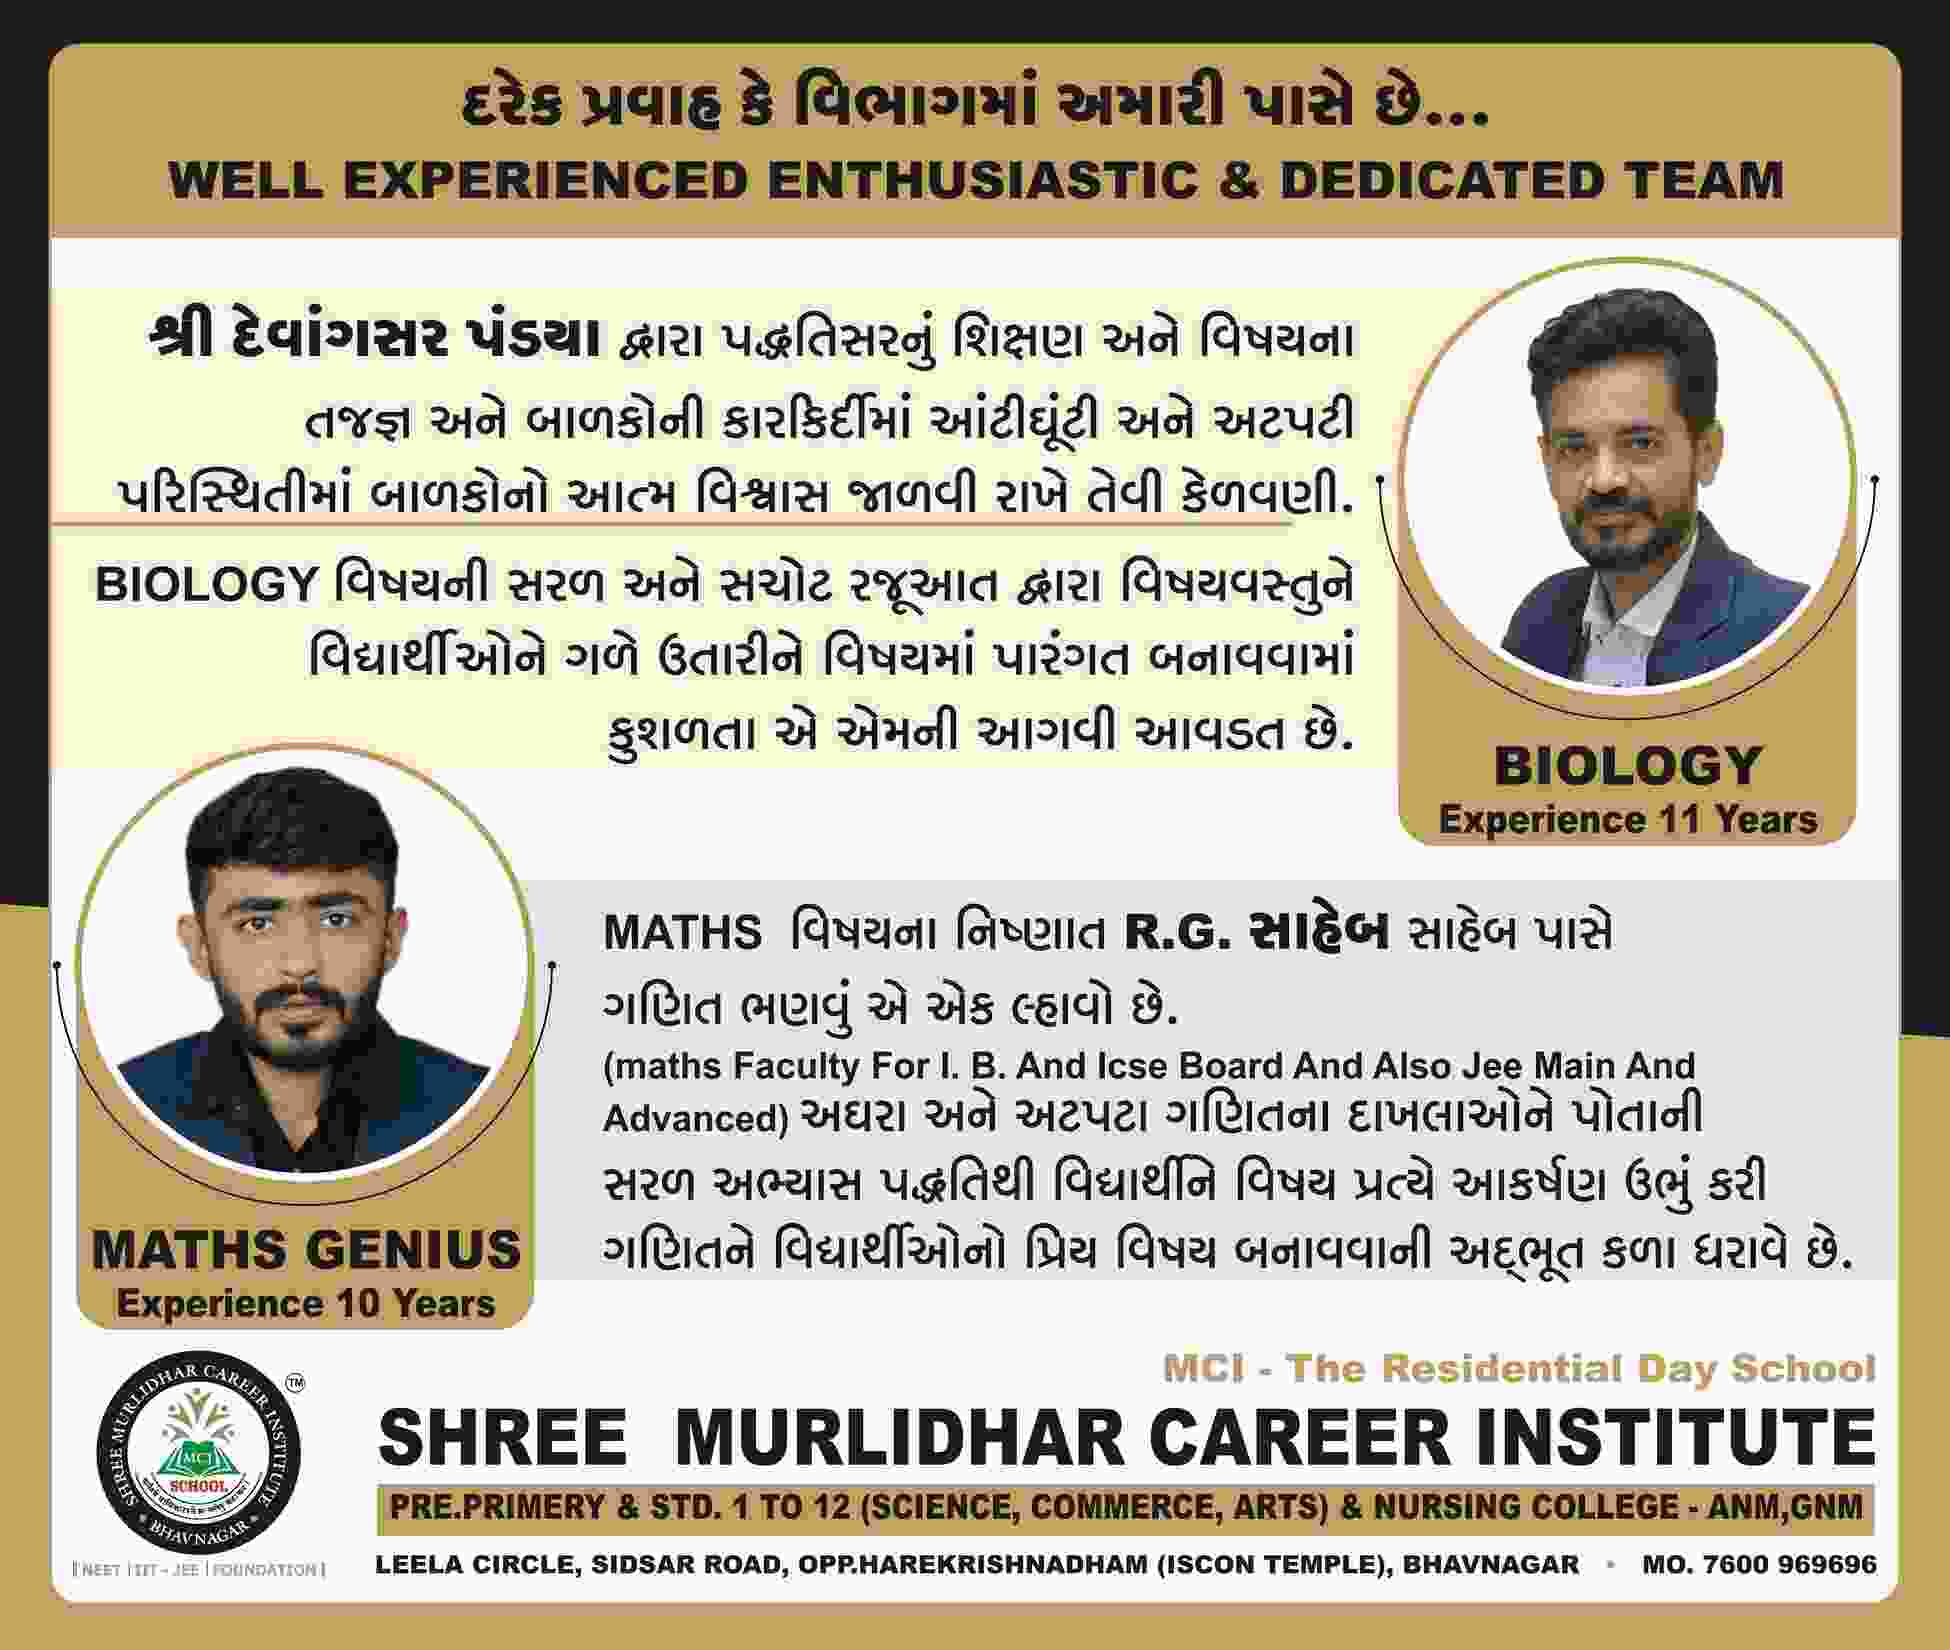 દરેક પ્રવાહ કે વિભાગમાં અમારી પાસે છે...
WELL EXPERIENCED ENTHUSIASTIC & DEDICATED TEAM
શ્રી દેવાંગસર પંડયા દ્વારા પદ્ધતિસરનું શિક્ષણ અને વિષયના
તજજ્ઞ અને બાળકોની કારકિર્દીમાં આંટીઘૂંટી અને અટપટી
પરિસ્થિતીમાં બાળકોનો આત્મ વિશ્વાસ જાળવી રાખે તેવી કેળવણી.
BIOLOGY વિષયની સરળ અને સચોટ રજૂઆત દ્વારા વિષયવસ્તુને
વિદ્યાર્થીઓને ગળે ઉતારીને વિષયમાં પારંગત બનાવવામાં
કુશળતા એ એમની આગવી આવડત છે.
BIOLOGY
Experience 11 Years
MATHS વિષયના નિષ્ણાત R.G. સાહેબ સાહેબ પાસે
ગણિત ભણવું એ એક લ્હાવો છે.
(maths Faculty For I. B. And Icse Board And Also Jee Main And
Advanced) અઘરા અને અટપટા ગણિતના દાખલાઓને પોતાની
સરળ અભ્યાસ પદ્ધતિથી વિદ્યાર્થીને વિષય પ્રત્યે આકર્ષણ ઉભું કરી
ગણિતને વિદ્યાર્થીઓનો પ્રિય વિષય બનાવવાની અદ્‌ભૂત કળા ધરાવે છે.
MATHS GENIUS
Experience 10 Years
SHREE MURLIDHAR CAREER INSTITUTE
TM
MCI
SCHOOL
* BHAVNAGAR *
| NEET | IIT - JEE | FOUNDATION |
MCI - The Residential Day School
SHREE MURLIDHAR CAREER INSTITUTE
PRE.PRIMERY & STD. 1 TO 12 (SCIENCE, COMMERCE, ARTS) & NURSING COLLEGE - ANM,GNM
LEELA CIRCLE, SIDSAR ROAD, OPP.HAREKRISHNADHAM (ISCON TEMPLE), BHAVNAGAR • MO. 7600 969696